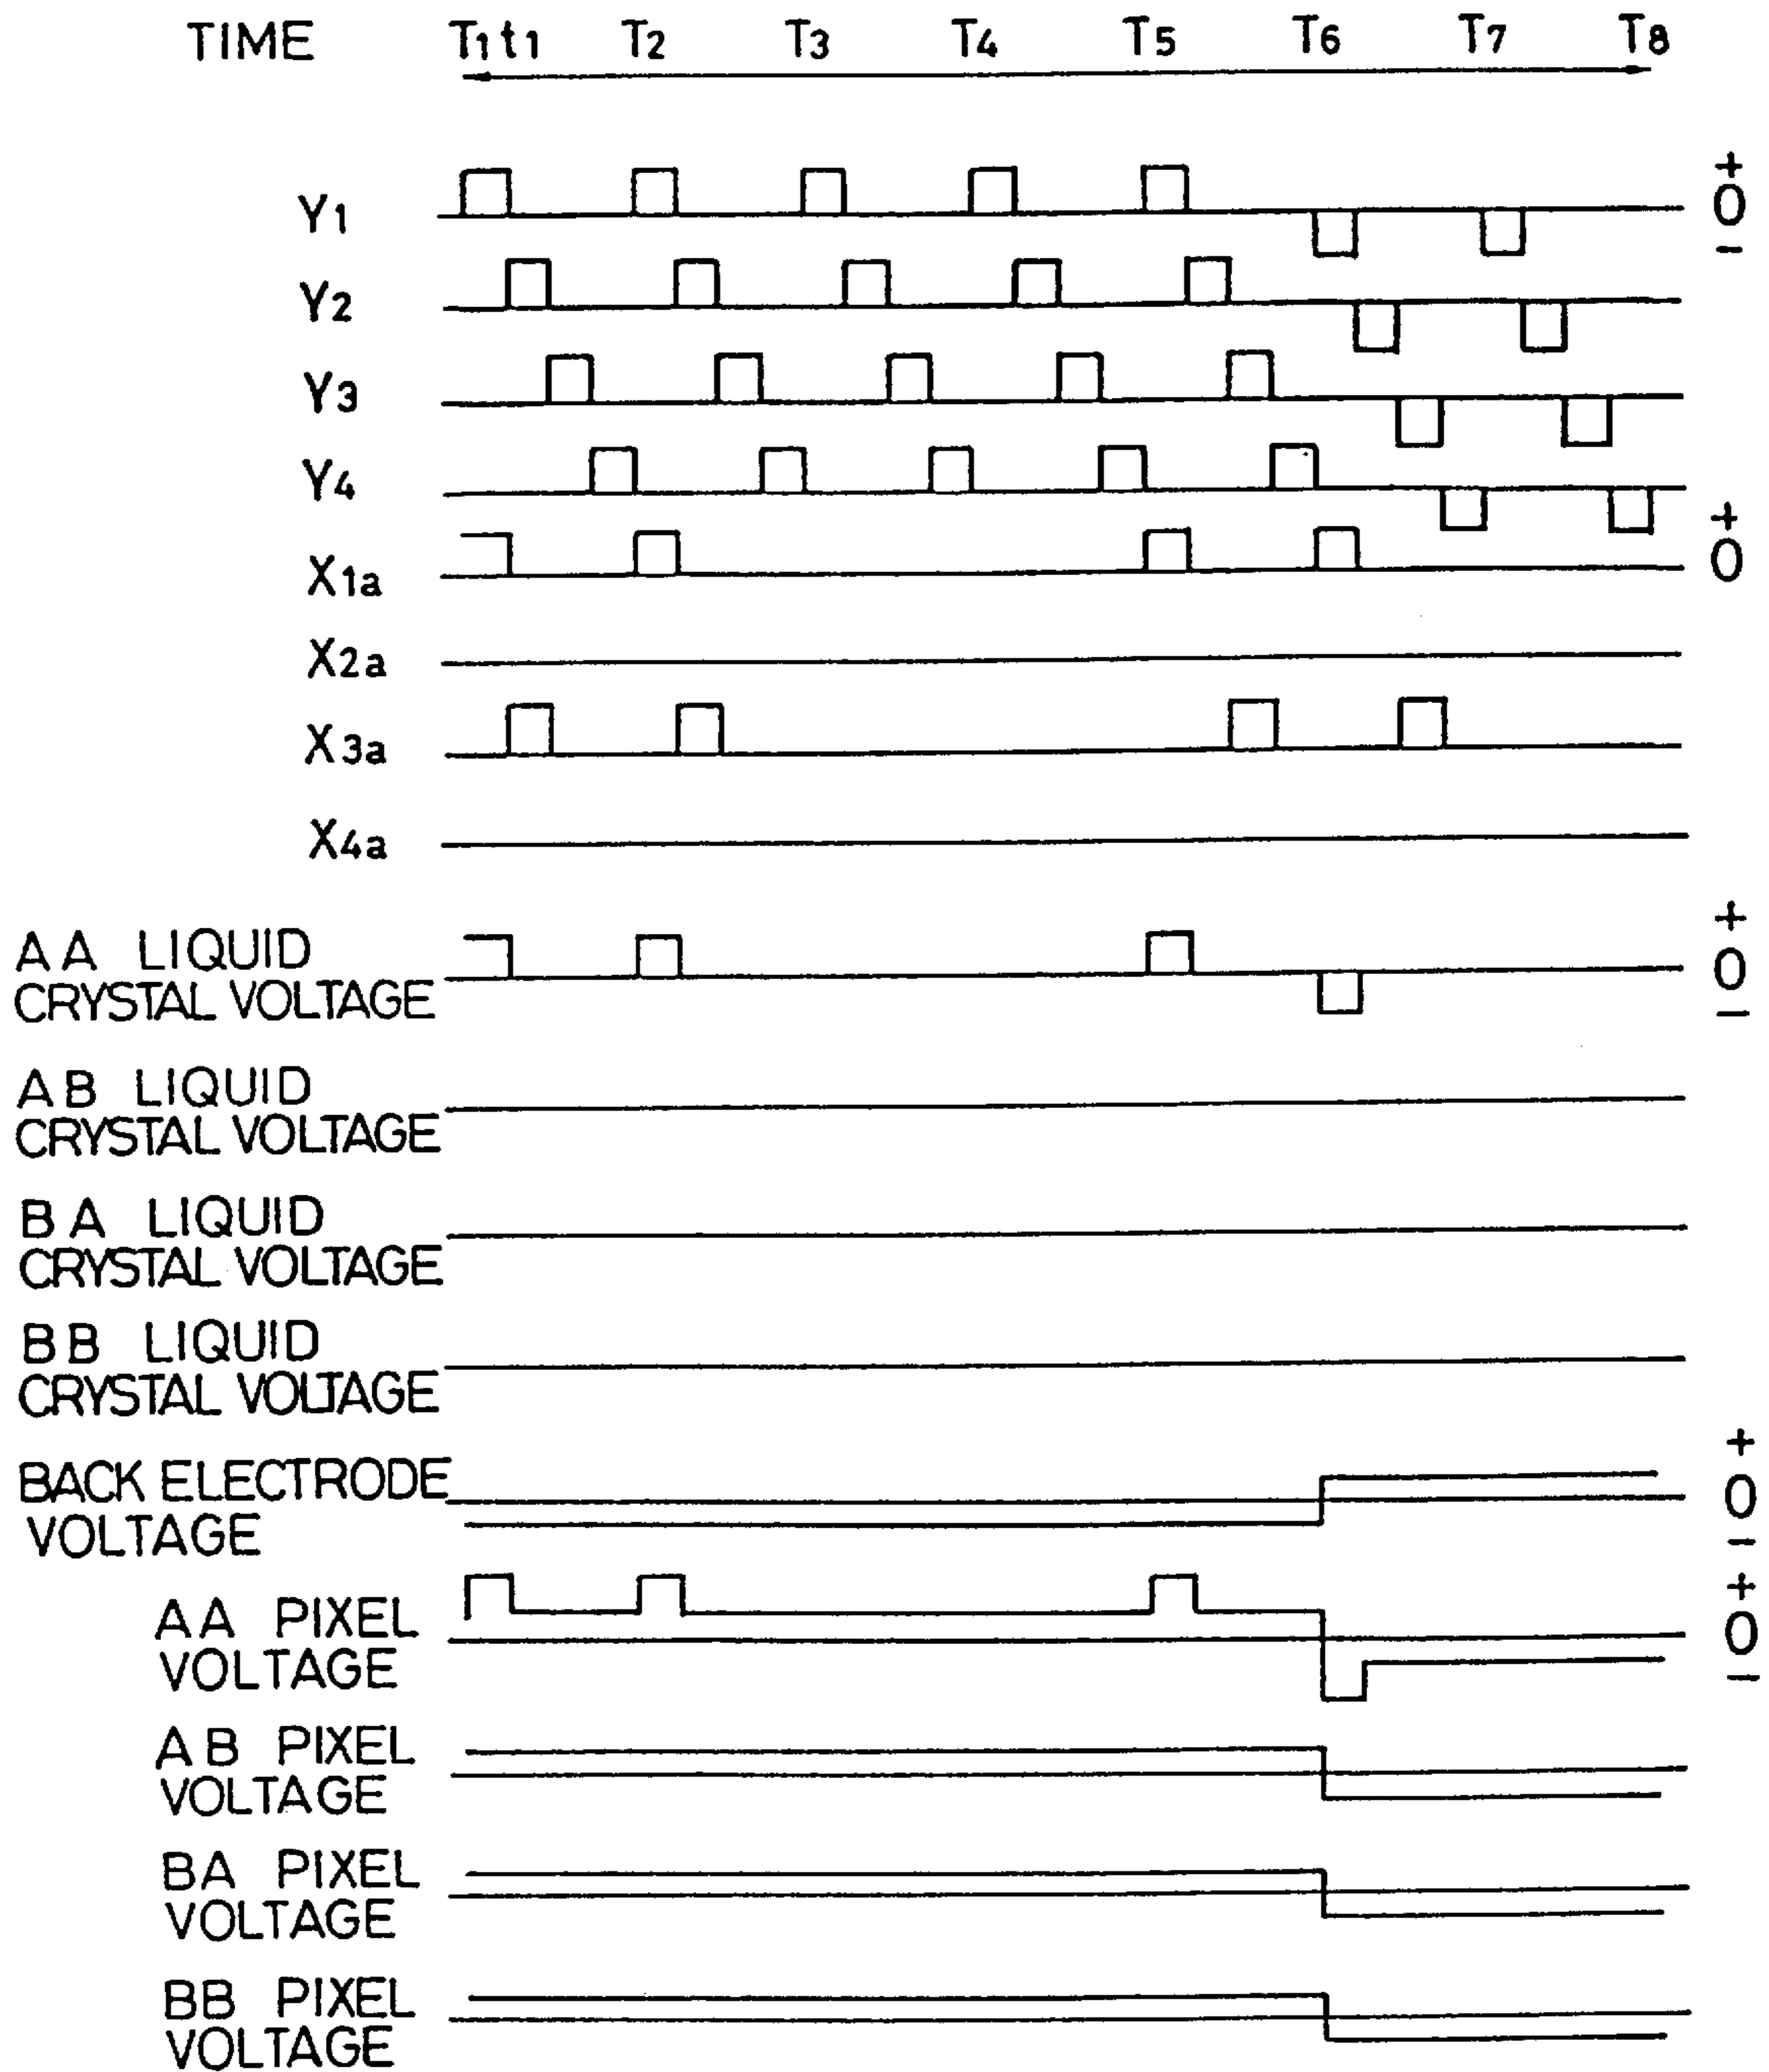 TIME T1 t1 T2 T3 T4 T5 T6 T7 T8
+
Y1 0
−
Y2
Y3
Y4
+
X1a 0
X2a
X3a
X4a
+
AA LIQUID
CRYSTAL VOLTAGE 0
−
AB LIQUID
CRYSTAL VOLTAGE
BA LIQUID
CRYSTAL VOLTAGE
BB LIQUID
CRYSTAL VOLTAGE
+
BACK ELECTRODE 0
VOLTAGE −
+
AA PIXEL 0
VOLTAGE −
AB PIXEL
VOLTAGE
BA PIXEL
VOLTAGE
BB PIXEL
VOLTAGE